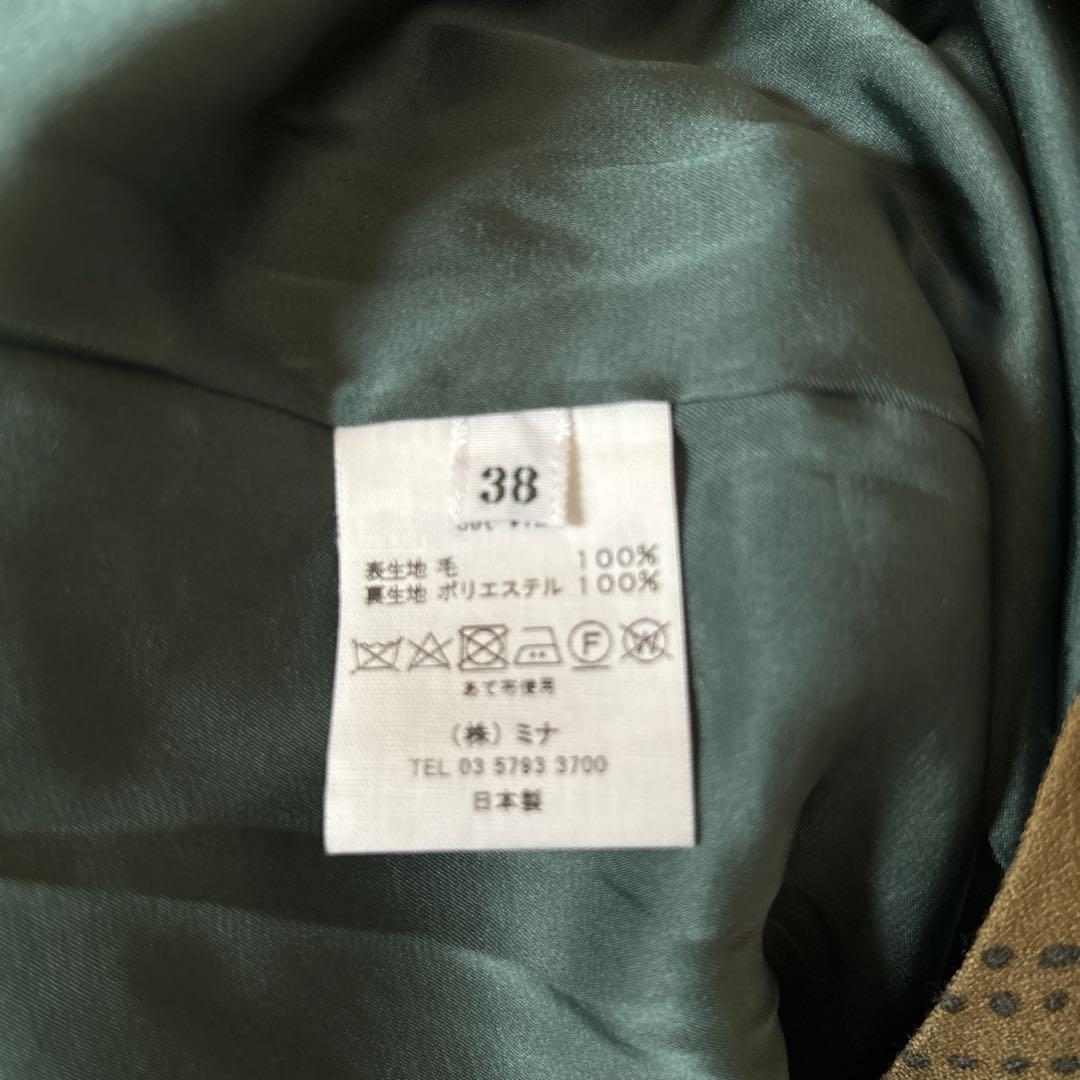 38
表生地 毛 100%
裏生地 ポリエステル 100%
F W
あて布使用
(株) ミナ
TEL 03 5793 3700
日本製